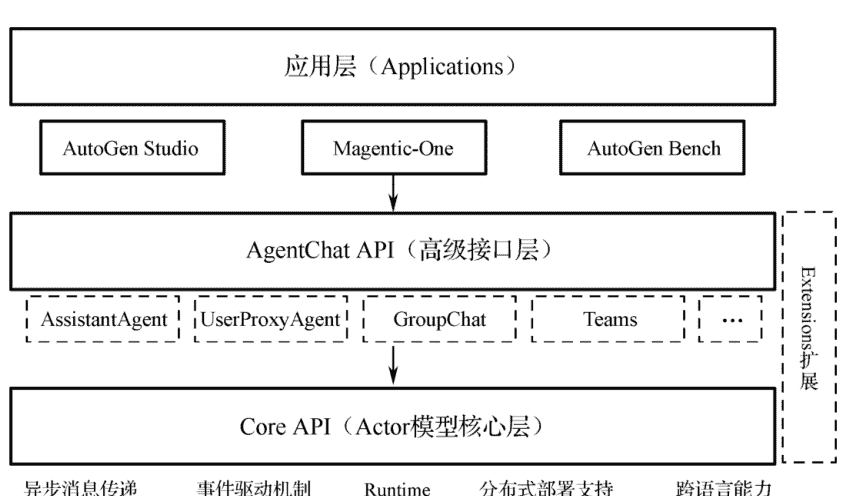 应用层（Applications）
AutoGen Studio
Magentic-One
AutoGen Bench
AgentChat API（高级接口层）
AssistantAgent
UserProxyAgent
GroupChat
Teams
…
Extensions扩展
Core API（Actor模型核心层）
异步消息传递
事件驱动机制
Runtime
分布式部署支持
跨语言能力